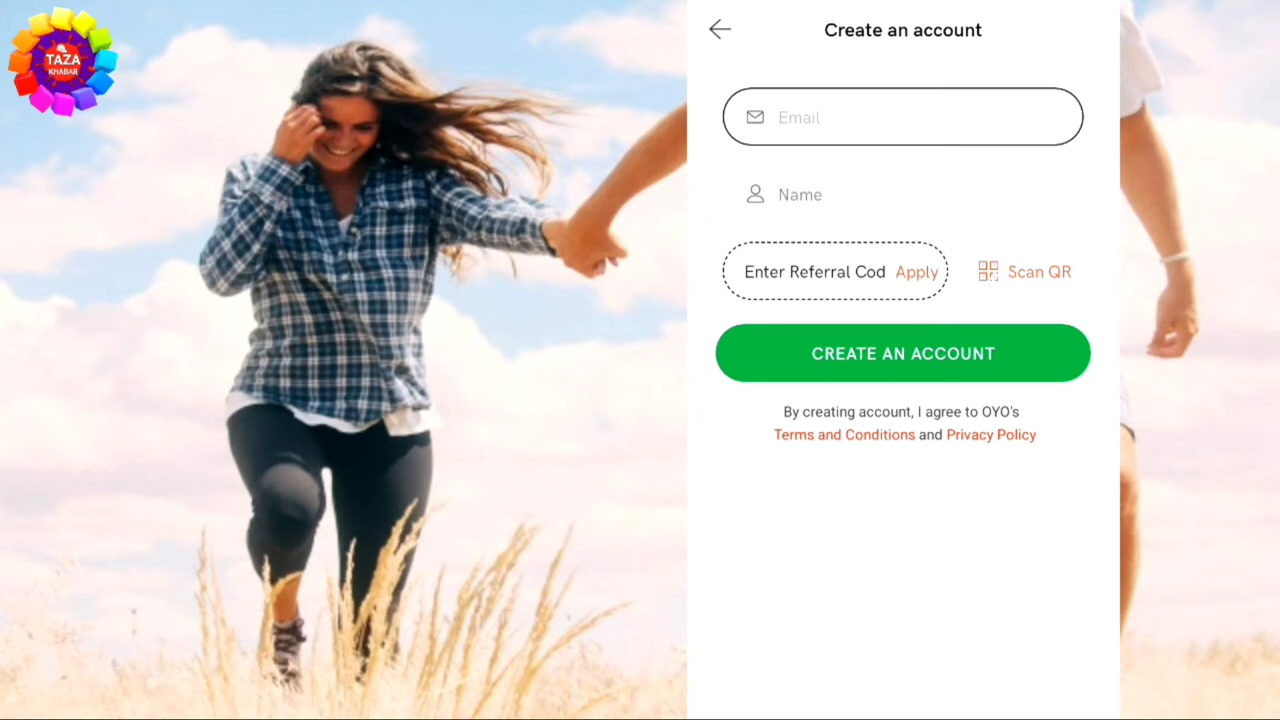 TAZA
KHABAR
Create an account
Email
Name
Enter Referral Cod Apply
Scan QR
CREATE AN ACCOUNT
By creating account, I agree to OYO's
Terms and Conditions and Privacy Policy